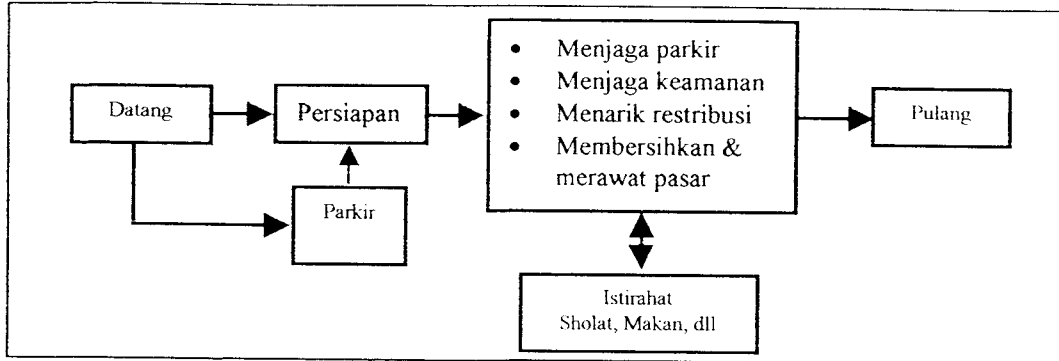 Datang
Persiapan
Parkir
• Menjaga parkir
• Menjaga keamanan
• Menarik restribusi
• Membersihkan &
merawat pasar
Istirahat
Sholat, Makan, dll
Pulang